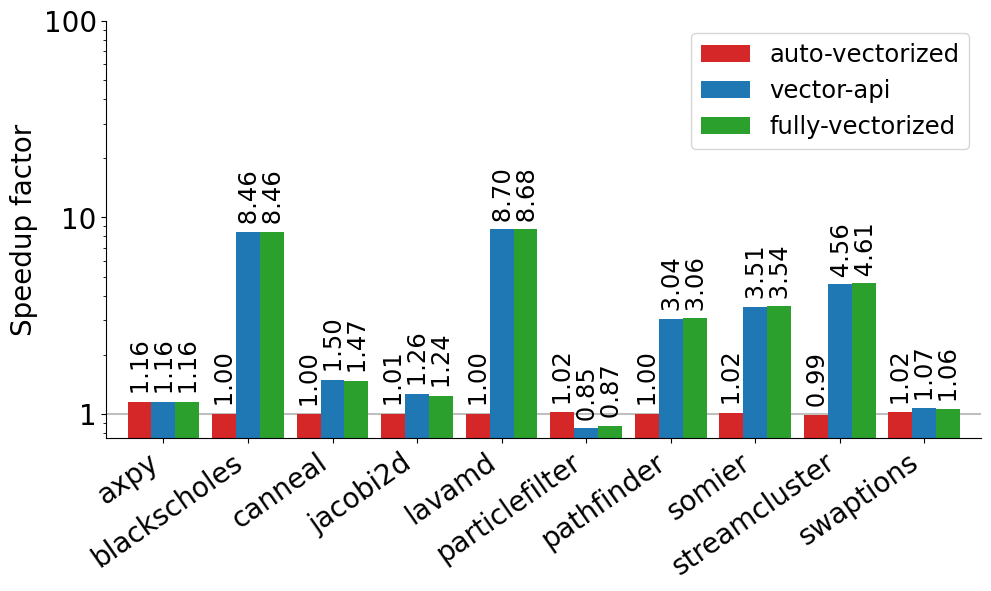 100
10
1
Speedup factor
auto-vectorized
vector-api
fully-vectorized
1.16
1.16
1.16
1.00
8.46
8.46
1.00
1.50
1.47
1.01
1.26
1.24
1.00
8.70
8.68
1.02
0.85
0.87
1.00
3.04
3.06
1.02
3.51
3.54
0.99
4.56
4.61
1.02
1.07
1.06
axpy
blackscholes
canneal
jacobi2d
lavamd
particlefilter
pathfinder
somier
streamcluster
swaptions